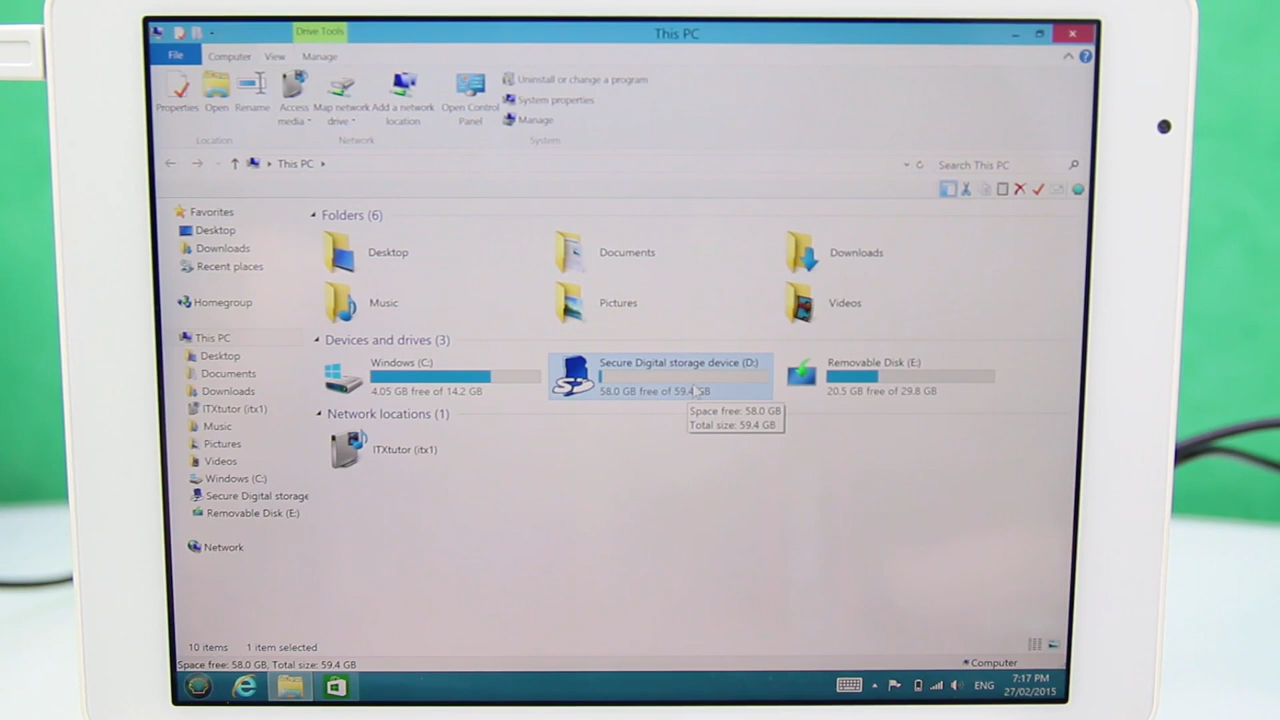 Drive Tools
This PC
File
Computer
View
Manage
Properties
Open
Rename
Access media
Map network drive
Add a network location
Open Control Panel
Uninstall or change a program
System properties
Manage
Location
Network
System
This PC
Search This PC
Favorites
Desktop
Downloads
Recent places
Homegroup
This PC
Desktop
Documents
Downloads
ITXtutor (itx1)
Music
Pictures
Videos
Windows (C:)
Secure Digital storage
Removable Disk (E:)
Network
Folders (6)
Desktop
Documents
Downloads
Music
Pictures
Videos
Devices and drives (3)
Windows (C:)
4.05 GB free of 14.2 GB
Secure Digital storage device (D:)
58.0 GB free of 59.4 GB
Removable Disk (E:)
20.5 GB free of 29.8 GB
Space free: 58.0 GB
Total size: 59.4 GB
Network locations (1)
ITXtutor (itx1)
10 items
1 item selected
Space free: 58.0 GB, Total size: 59.4 GB
Computer
ENG
7:17 PM
27/02/2015